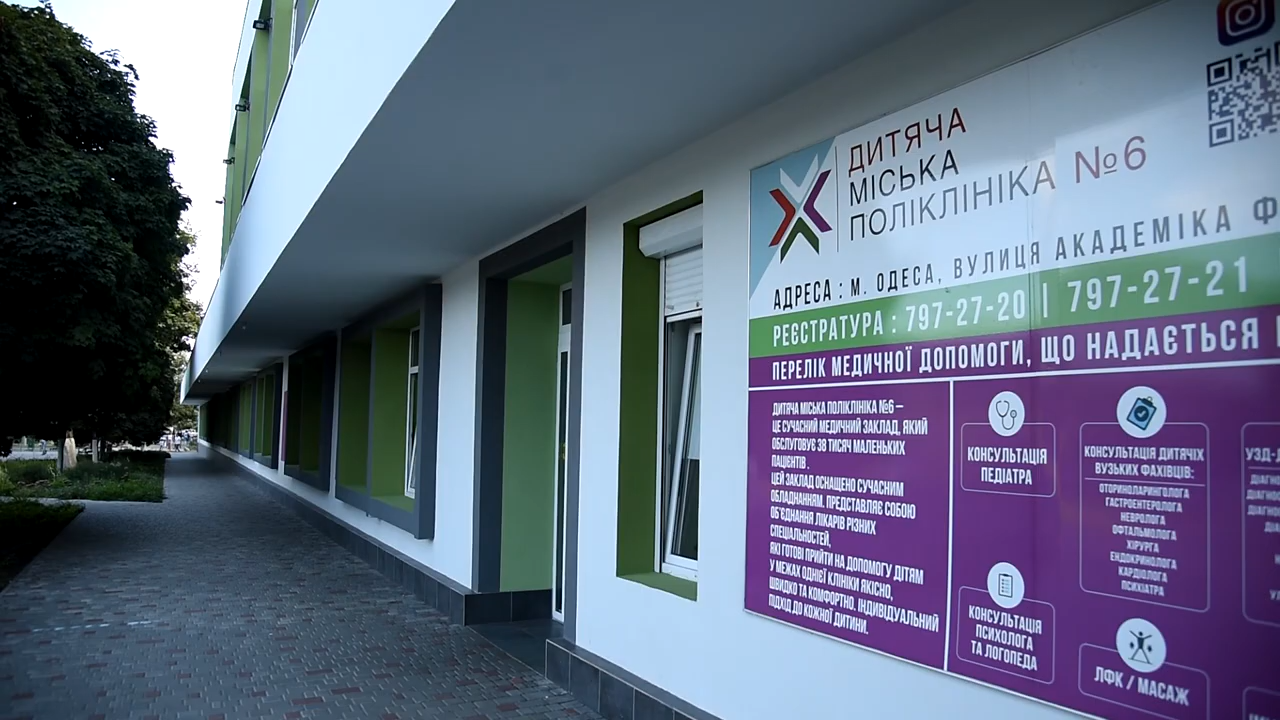 ДИТЯЧА
МІСЬКА
ПОЛІКЛІНІКА №6
АДРЕСА : М. ОДЕСА, ВУЛИЦЯ АКАДЕМІКА
РЕЄСТРАТУРА : 797-27-20 | 797-27-21
ПЕРЕЛІК МЕДИЧНОЇ ДОПОМОГИ, ЩО НАДАЄТЬСЯ
ДИТЯЧА МІСЬКА ПОЛІКЛІНІКА №6 –
ЦЕ СУЧАСНИЙ МЕДИЧНИЙ ЗАКЛАД, ЯКИЙ
ОБСЛУГОВУЄ 38 ТИСЯЧ МАЛЕНЬКИХ
ПАЦІЄНТІВ .
ЦЕЙ ЗАКЛАД ОСНАЩЕНО СУЧАСНИМ
ОБЛАДНАННЯМ. ПРЕДСТАВЛЯЄ СОБОЮ
ОБ'ЄДНАННЯ ЛІКАРІВ РІЗНИХ
СПЕЦІАЛЬНОСТЕЙ,
ЯКІ ГОТОВІ ПРИЙТИ НА ДОПОМОГУ ДІТЯМ
У МЕЖАХ ОДНІЄЇ КЛІНІКИ ЯКІСНО,
ШВИДКО ТА КОМФОРТНО. ІНДИВІДУАЛЬНИЙ
ПІДХІД ДО КОЖНОЇ ДИТИНИ.
КОНСУЛЬТАЦІЯ
ПЕДІАТРА
КОНСУЛЬТАЦІЯ
ПСИХОЛОГА
ТА ЛОГОПЕДА
КОНСУЛЬТАЦІЯ ДИТЯЧІХ
ВУЗЬКИХ ФАХІВЦІВ:
ОТОРИНОЛАРИНГОЛОГА
ГАСТРОЕНТЕРОЛОГА
НЕВРОЛОГА
ОФТАЛЬМОЛОГА
ХІРУРГА
ЕНДОКРИНОЛОГА
КАРДІОЛОГА
ПСИХІАТРА
ЛФК / МАСАЖ